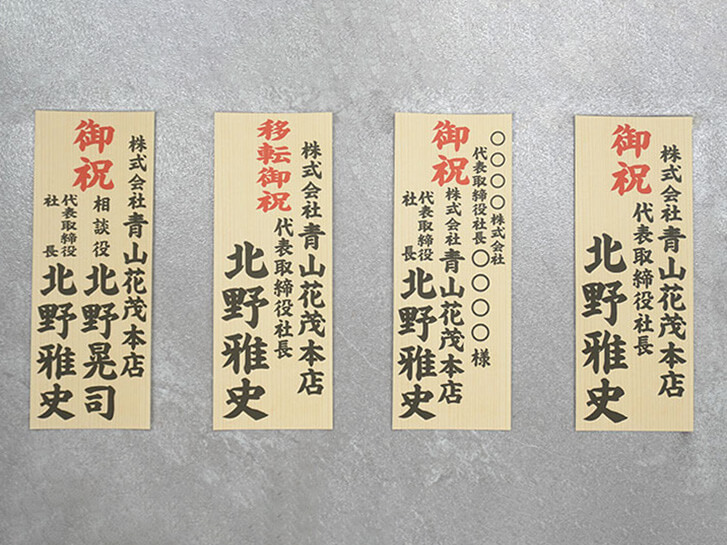 御祝
株式会社青山花茂本店
相談役 北野晃司
代表取締役社長 北野雅史
移転御祝
株式会社青山花茂本店
代表取締役社長
北野雅史
御祝
〇〇〇〇株式会社
代表取締役社長〇〇〇〇様
株式会社青山花茂本店
代表取締役社長 北野雅史
御祝
株式会社青山花茂本店
代表取締役社長
北野雅史